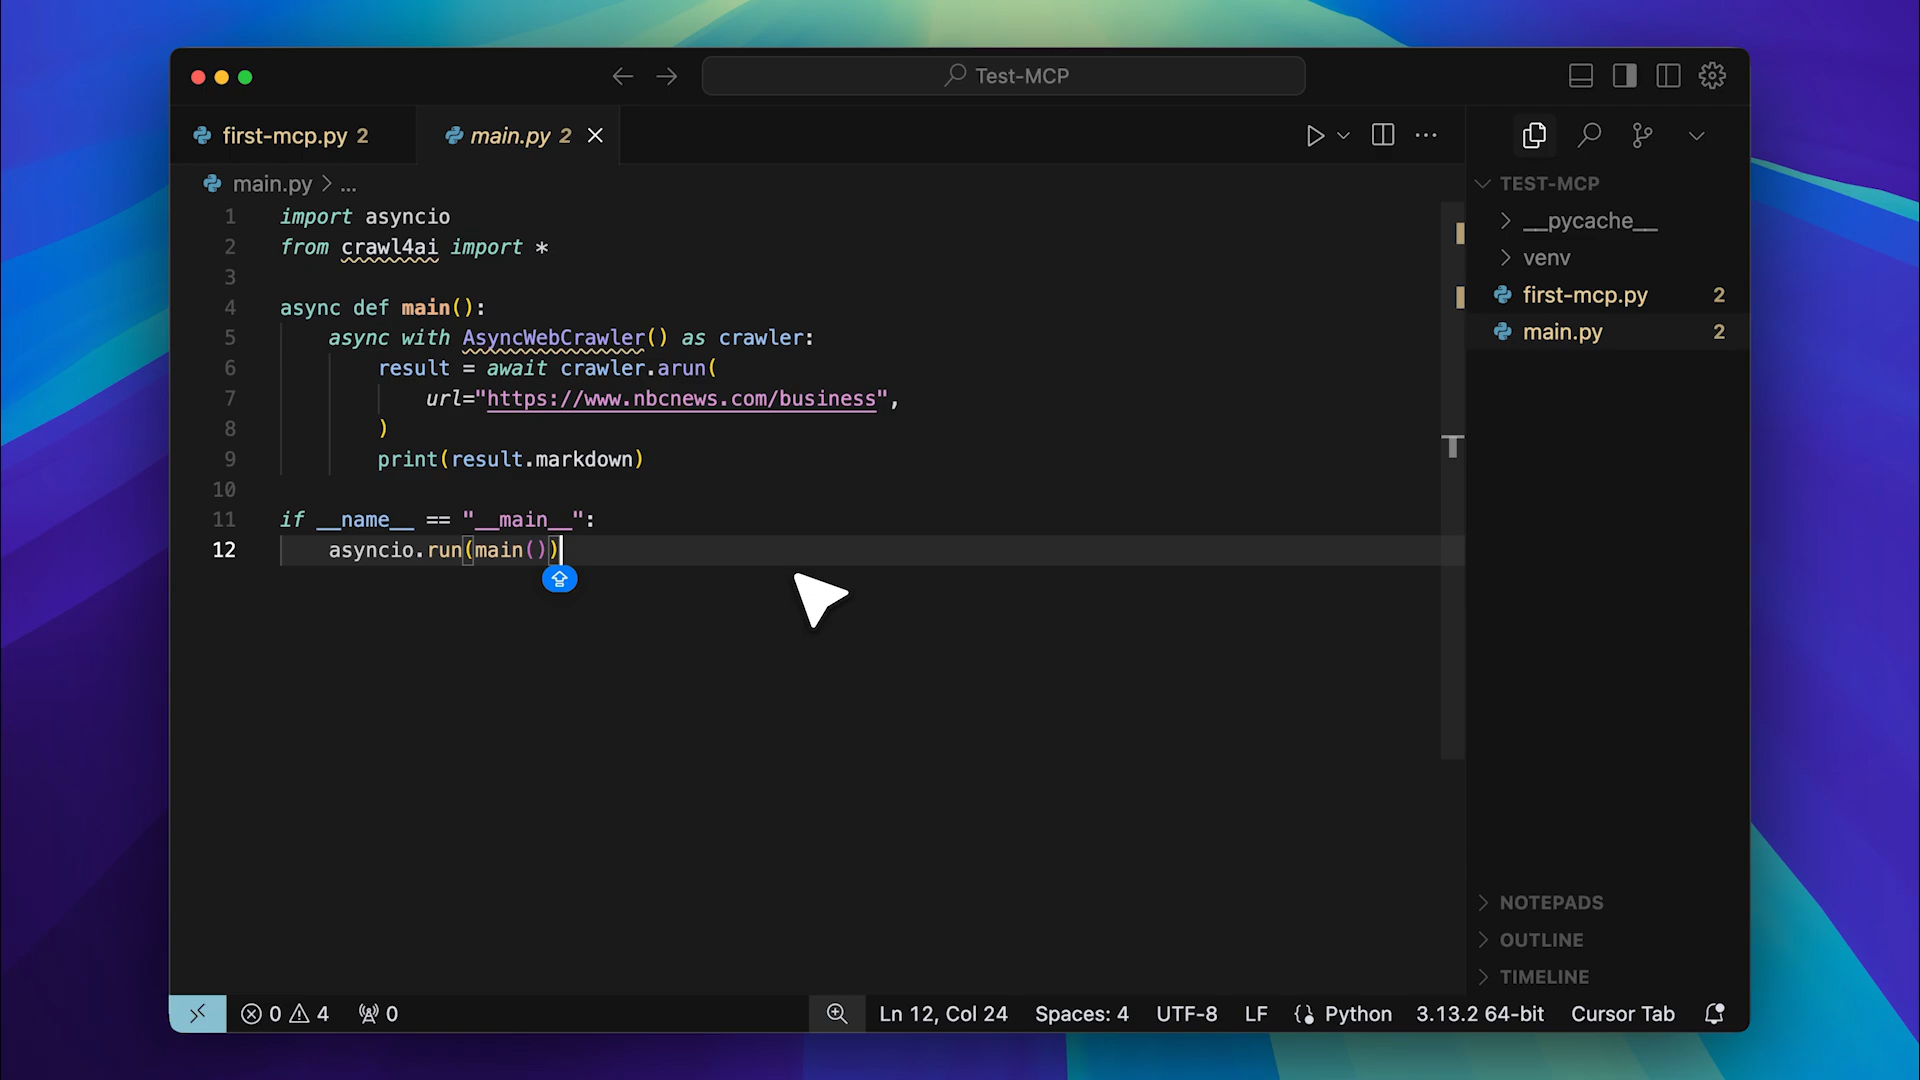 Test-MCP
first-mcp.py 2
main.py 2
main.py > ...
1 import asyncio
2 from crawl4ai import *
3
4 async def main():
5 async with AsyncWebCrawler() as crawler:
6 result = await crawler.arun(
7 url="https://www.nbcnews.com/business",
8 )
9 print(result.markdown)
10
11 if __name__ == "__main__":
12 asyncio.run(main())
TEST-MCP
__pycache__
venv
first-mcp.py 2
main.py 2
NOTEPADS
OUTLINE
TIMELINE
0 4 0 Ln 12, Col 24 Spaces: 4 UTF-8 LF Python 3.13.2 64-bit Cursor Tab